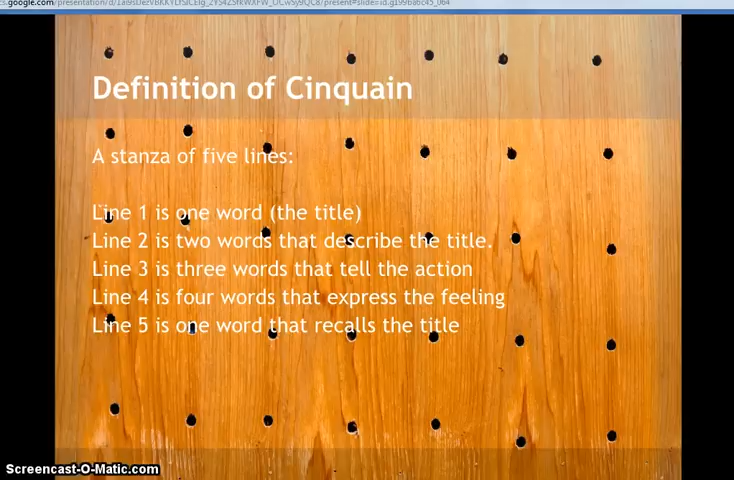 Definition of Cinquain
A stanza of five lines:
Line 1 is one word (the title)
Line 2 is two words that describe the title.
Line 3 is three words that tell the action
Line 4 is four words that express the feeling
Line 5 is one word that recalls the title
Screencast-O-Matic.com